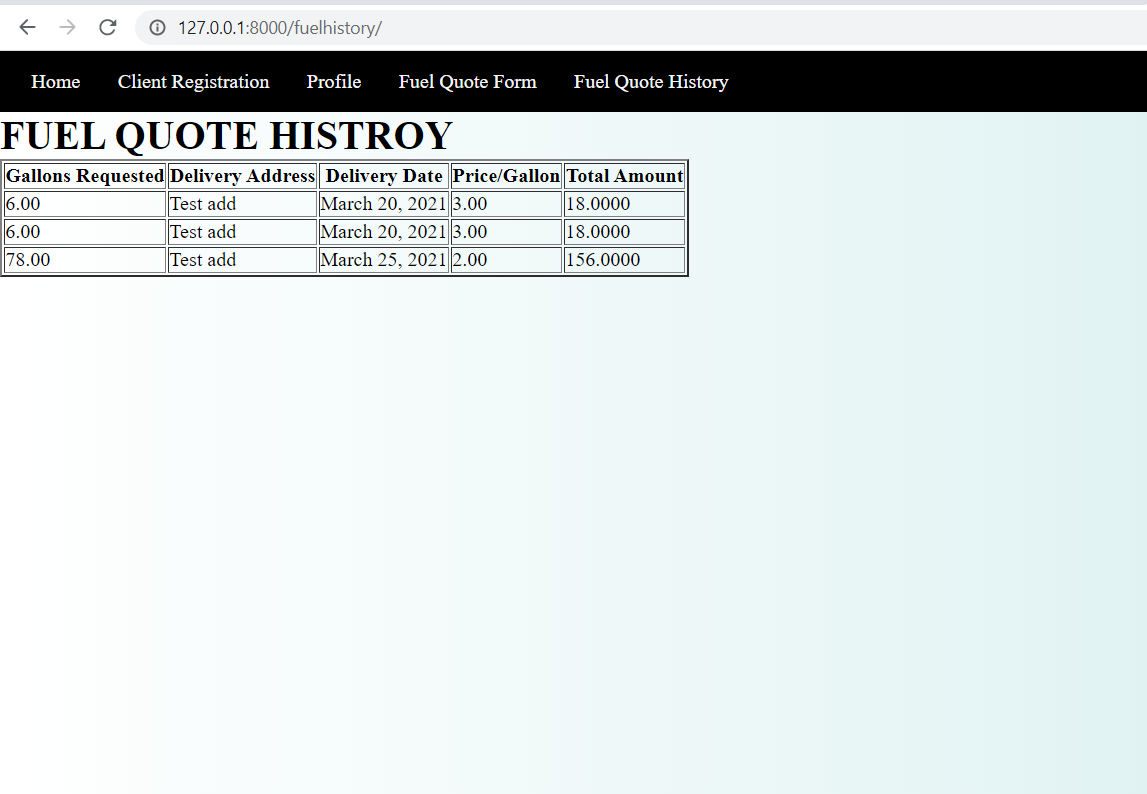 127.0.0.1:8000/fuelhistory/
Home Client Registration Profile Fuel Quote Form Fuel Quote History
FUEL QUOTE HISTROY
Gallons Requested Delivery Address Delivery Date Price/Gallon Total Amount
6.00 Test add March 20, 2021 3.00 18.0000
6.00 Test add March 20, 2021 3.00 18.0000
78.00 Test add March 25, 2021 2.00 156.0000